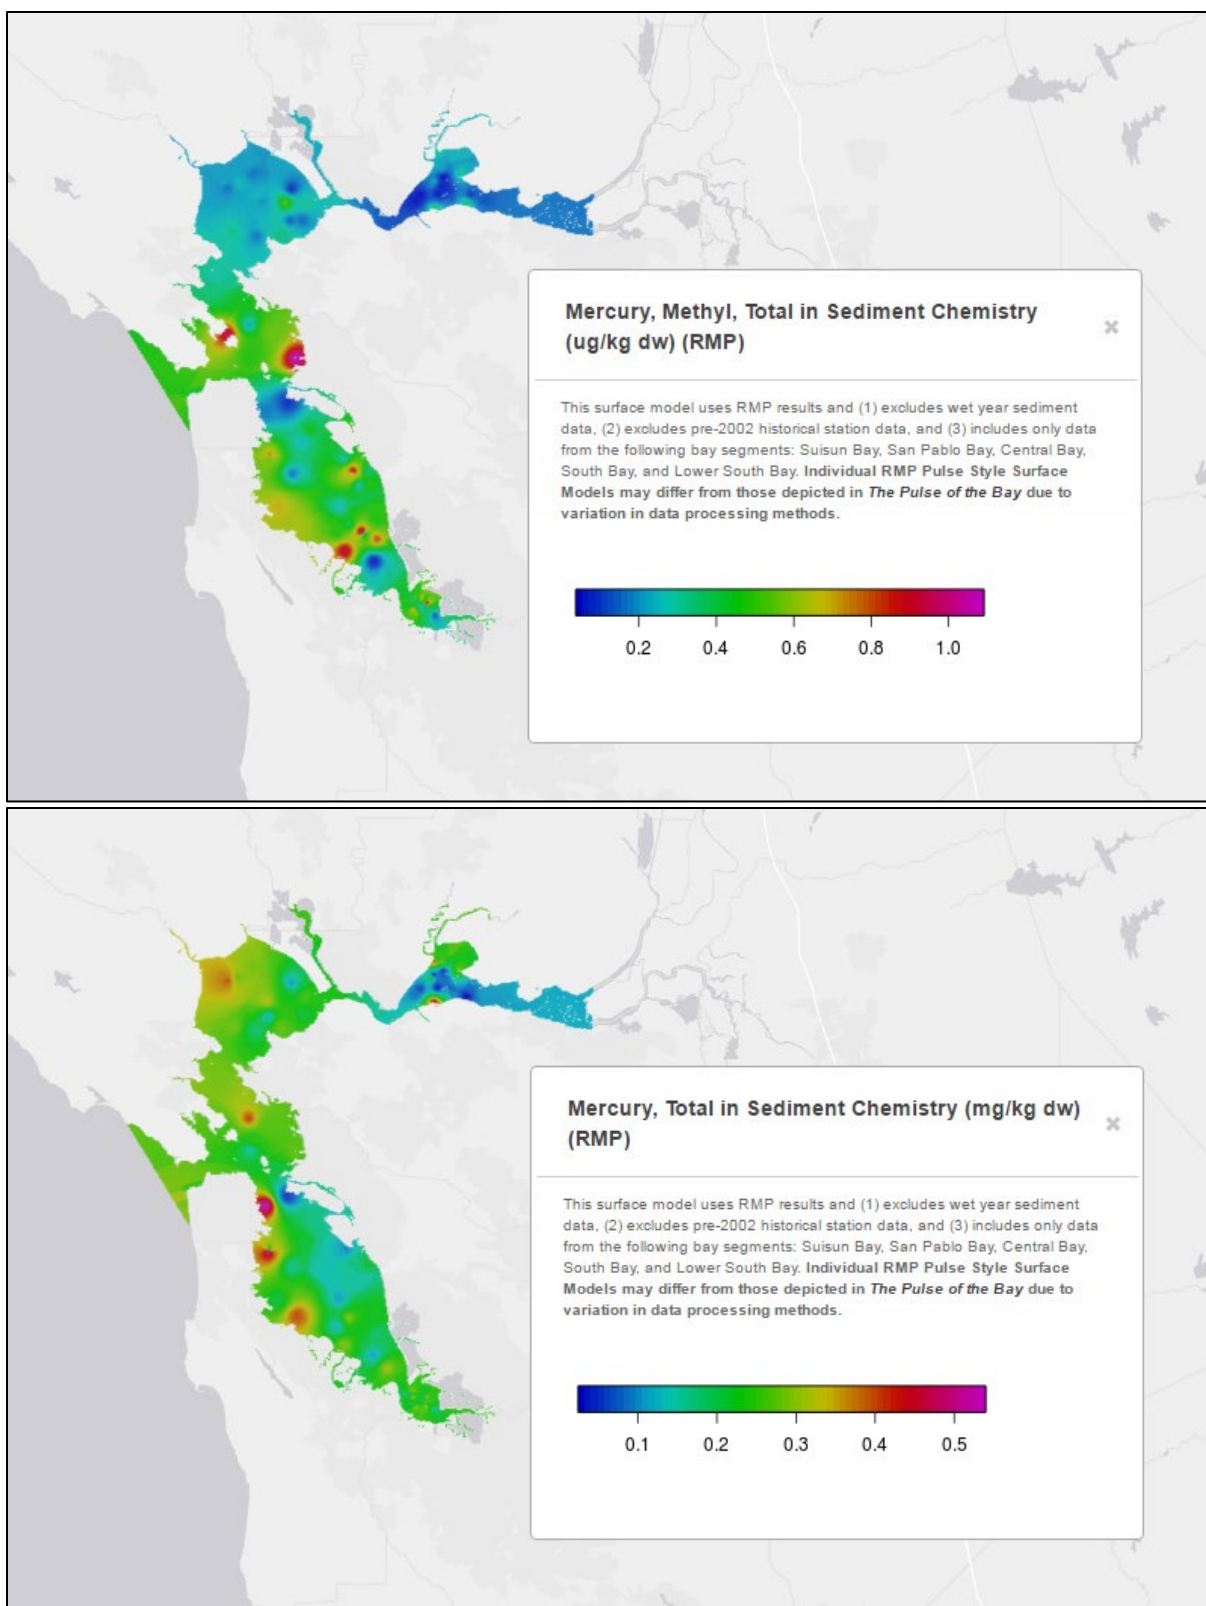 Mercury, Methyl, Total in Sediment Chemistry
(ug/kg dw) (RMP)
×
This surface model uses RMP results and (1) excludes wet year sediment
data, (2) excludes pre-2002 historical station data, and (3) includes only data
from the following bay segments: Suisun Bay, San Pablo Bay, Central Bay,
South Bay, and Lower South Bay. Individual RMP Pulse Style Surface
Models may differ from those depicted in The Pulse of the Bay due to
variation in data processing methods.
0.2 0.4 0.6 0.8 1.0
Mercury, Total in Sediment Chemistry (mg/kg dw)
(RMP)
×
This surface model uses RMP results and (1) excludes wet year sediment
data, (2) excludes pre-2002 historical station data, and (3) includes only data
from the following bay segments: Suisun Bay, San Pablo Bay, Central Bay,
South Bay, and Lower South Bay. Individual RMP Pulse Style Surface
Models may differ from those depicted in The Pulse of the Bay due to
variation in data processing methods.
0.1 0.2 0.3 0.4 0.5